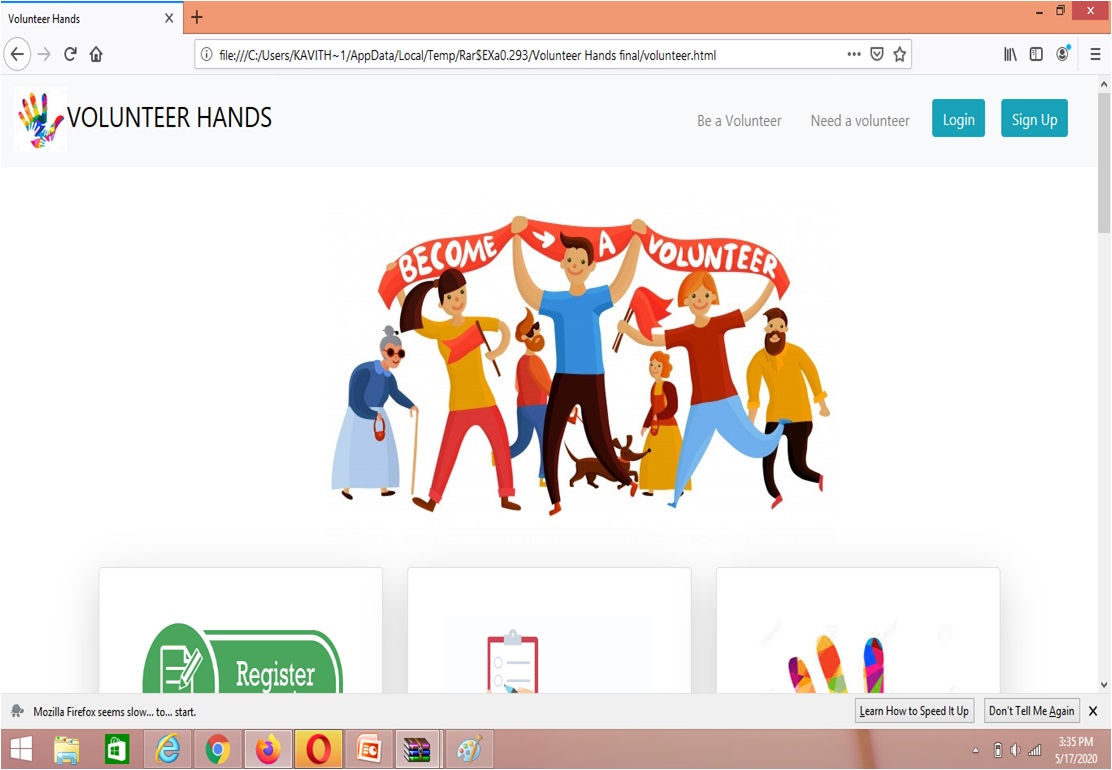 Volunteer Hands
file:///C:/Users/KAVITH~1/AppData/Local/Temp/Rar$EXa0.293/Volunteer Hands final/volunteer.html
VOLUNTEER HANDS
Be a Volunteer
Need a volunteer
Login
Sign Up
BECOME A VOLUNTEER
Register
Mozilla Firefox seems slow... to... start.
Learn How to Speed It Up
Don't Tell Me Again
3:35 PM
5/17/2020